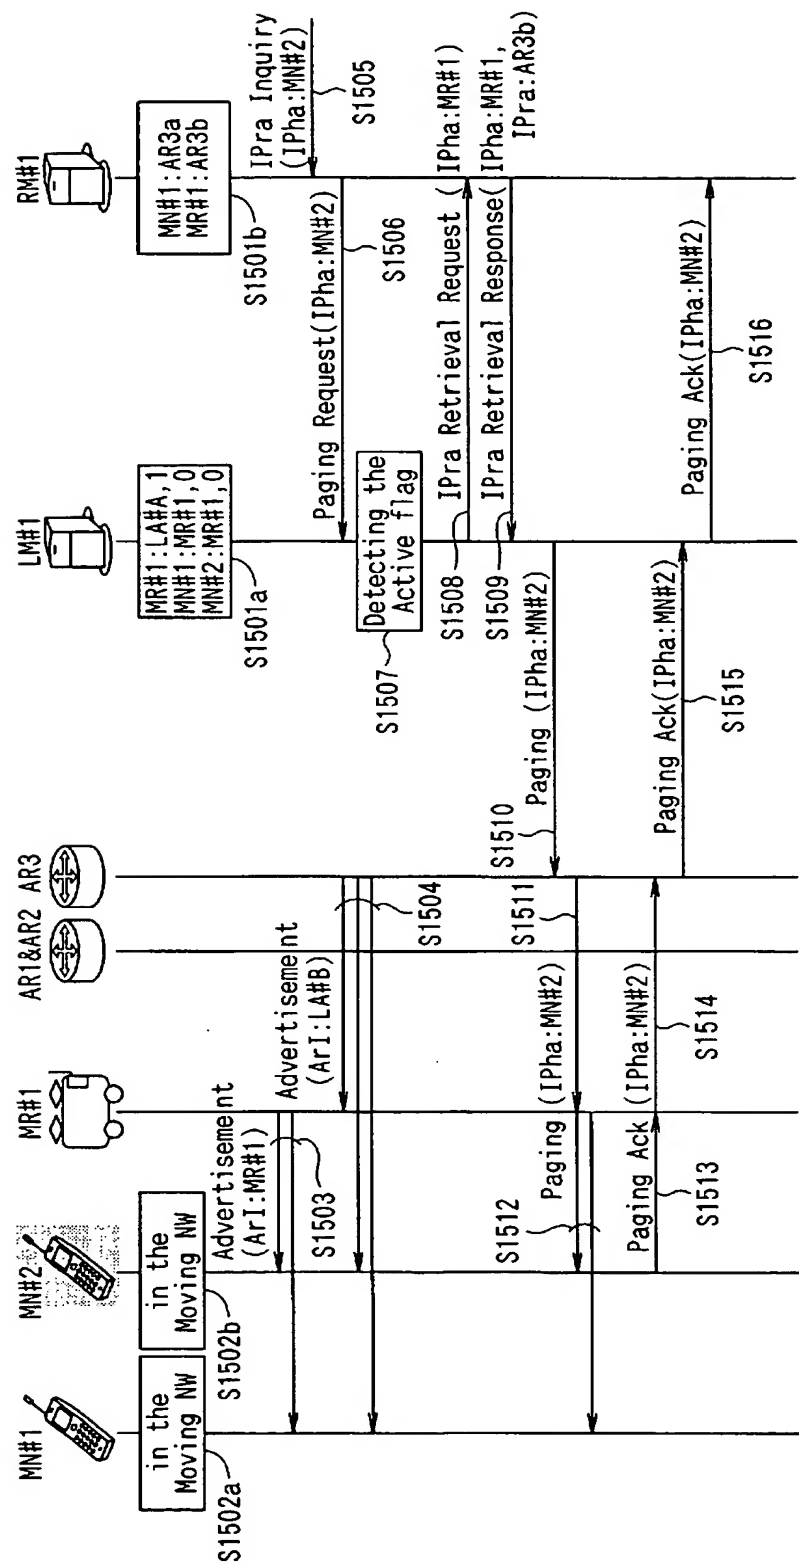 MN#1
MN#2
MR#1
AR1&AR2
AR3
LM#1
RM#1
in the
Moving NW
S1502a
in the
Moving NW
S1502b
MR#1:LA#A,1
MN#1:MR#1,0
MN#2:MR#1,0
S1501a
MN#1:AR3a
MR#1:AR3b
S1501b
Advertisement
(ArI:MR#1)
S1503
Advertisement
(ArI:LA#B)
S1504
IPra Inquiry
(IPha:MN#2)
S1505
Paging Request(IPha:MN#2)
S1506
Detecting the
Active flag
S1507
IPra Retrieval Request (IPha:MR#1)
S1508
IPra Retrieval Response(IPha:MR#1,
IPra:AR3b)
S1509
Paging (IPha:MN#2)
S1510
Paging (IPha:MN#2)
S1511
S1512
Paging Ack (IPha:MN#2)
S1513
S1514
Paging Ack(IPha:MN#2)
S1515
Paging Ack(IPha:MN#2)
S1516